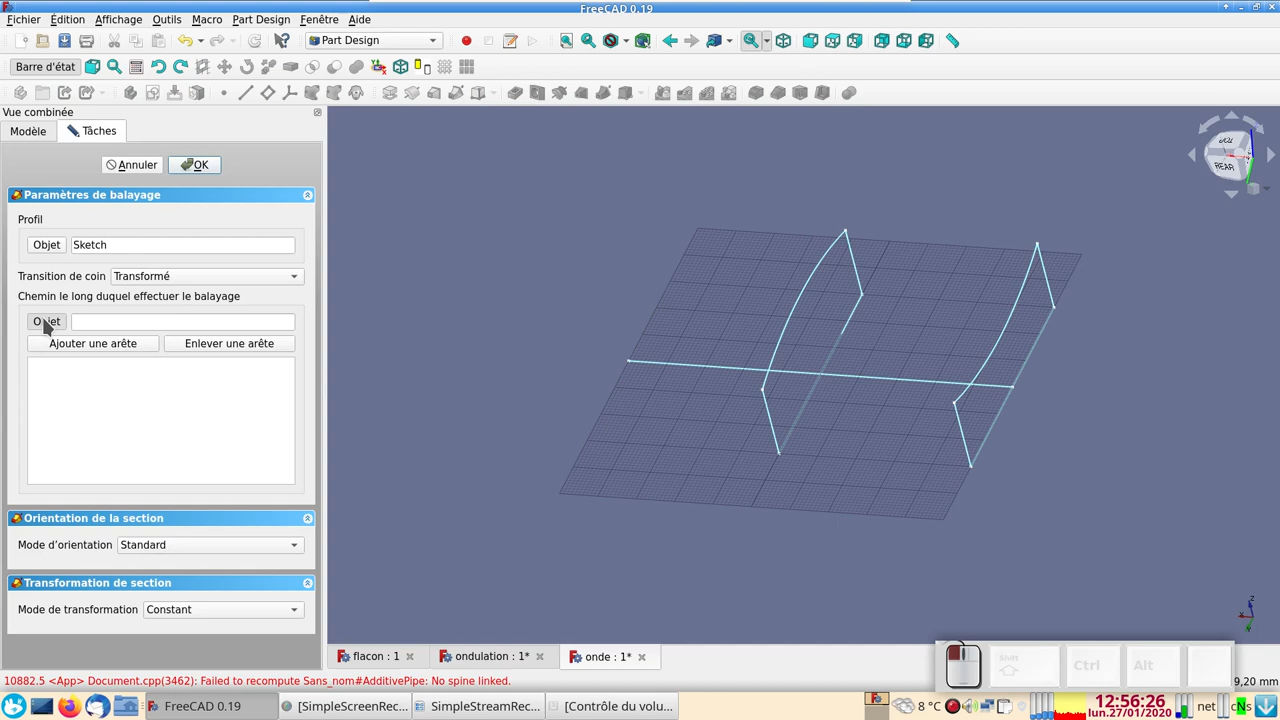 FreeCAD 0.19
Fichier Édition Affichage Outils Macro Part Design Fenêtre Aide
Part Design
Barre d'état
Vue combinée
Modèle Tâches
Annuler OK
Paramètres de balayage
Profil
Objet Sketch
Transition de coin Transformé
Chemin le long duquel effectuer le balayage
Ajouter une arête Enlever une arête
Orientation de la section
Mode d'orientation Standard
Transformation de section
Mode de transformation Constant
REAR
flacon : 1 ondulation : 1* onde : 1*
Shift Ctrl Alt
10882.5 <App> Document.cpp(3462): Failed to recompute Sans_nom#AdditivePipe: No spine linked.
9,20 mm
FreeCAD 0.19 [SimpleScreenRec... SimpleStreamRec... [Contrôle du volu...
8 °C
net
12:56:26
lun.27/01/2020